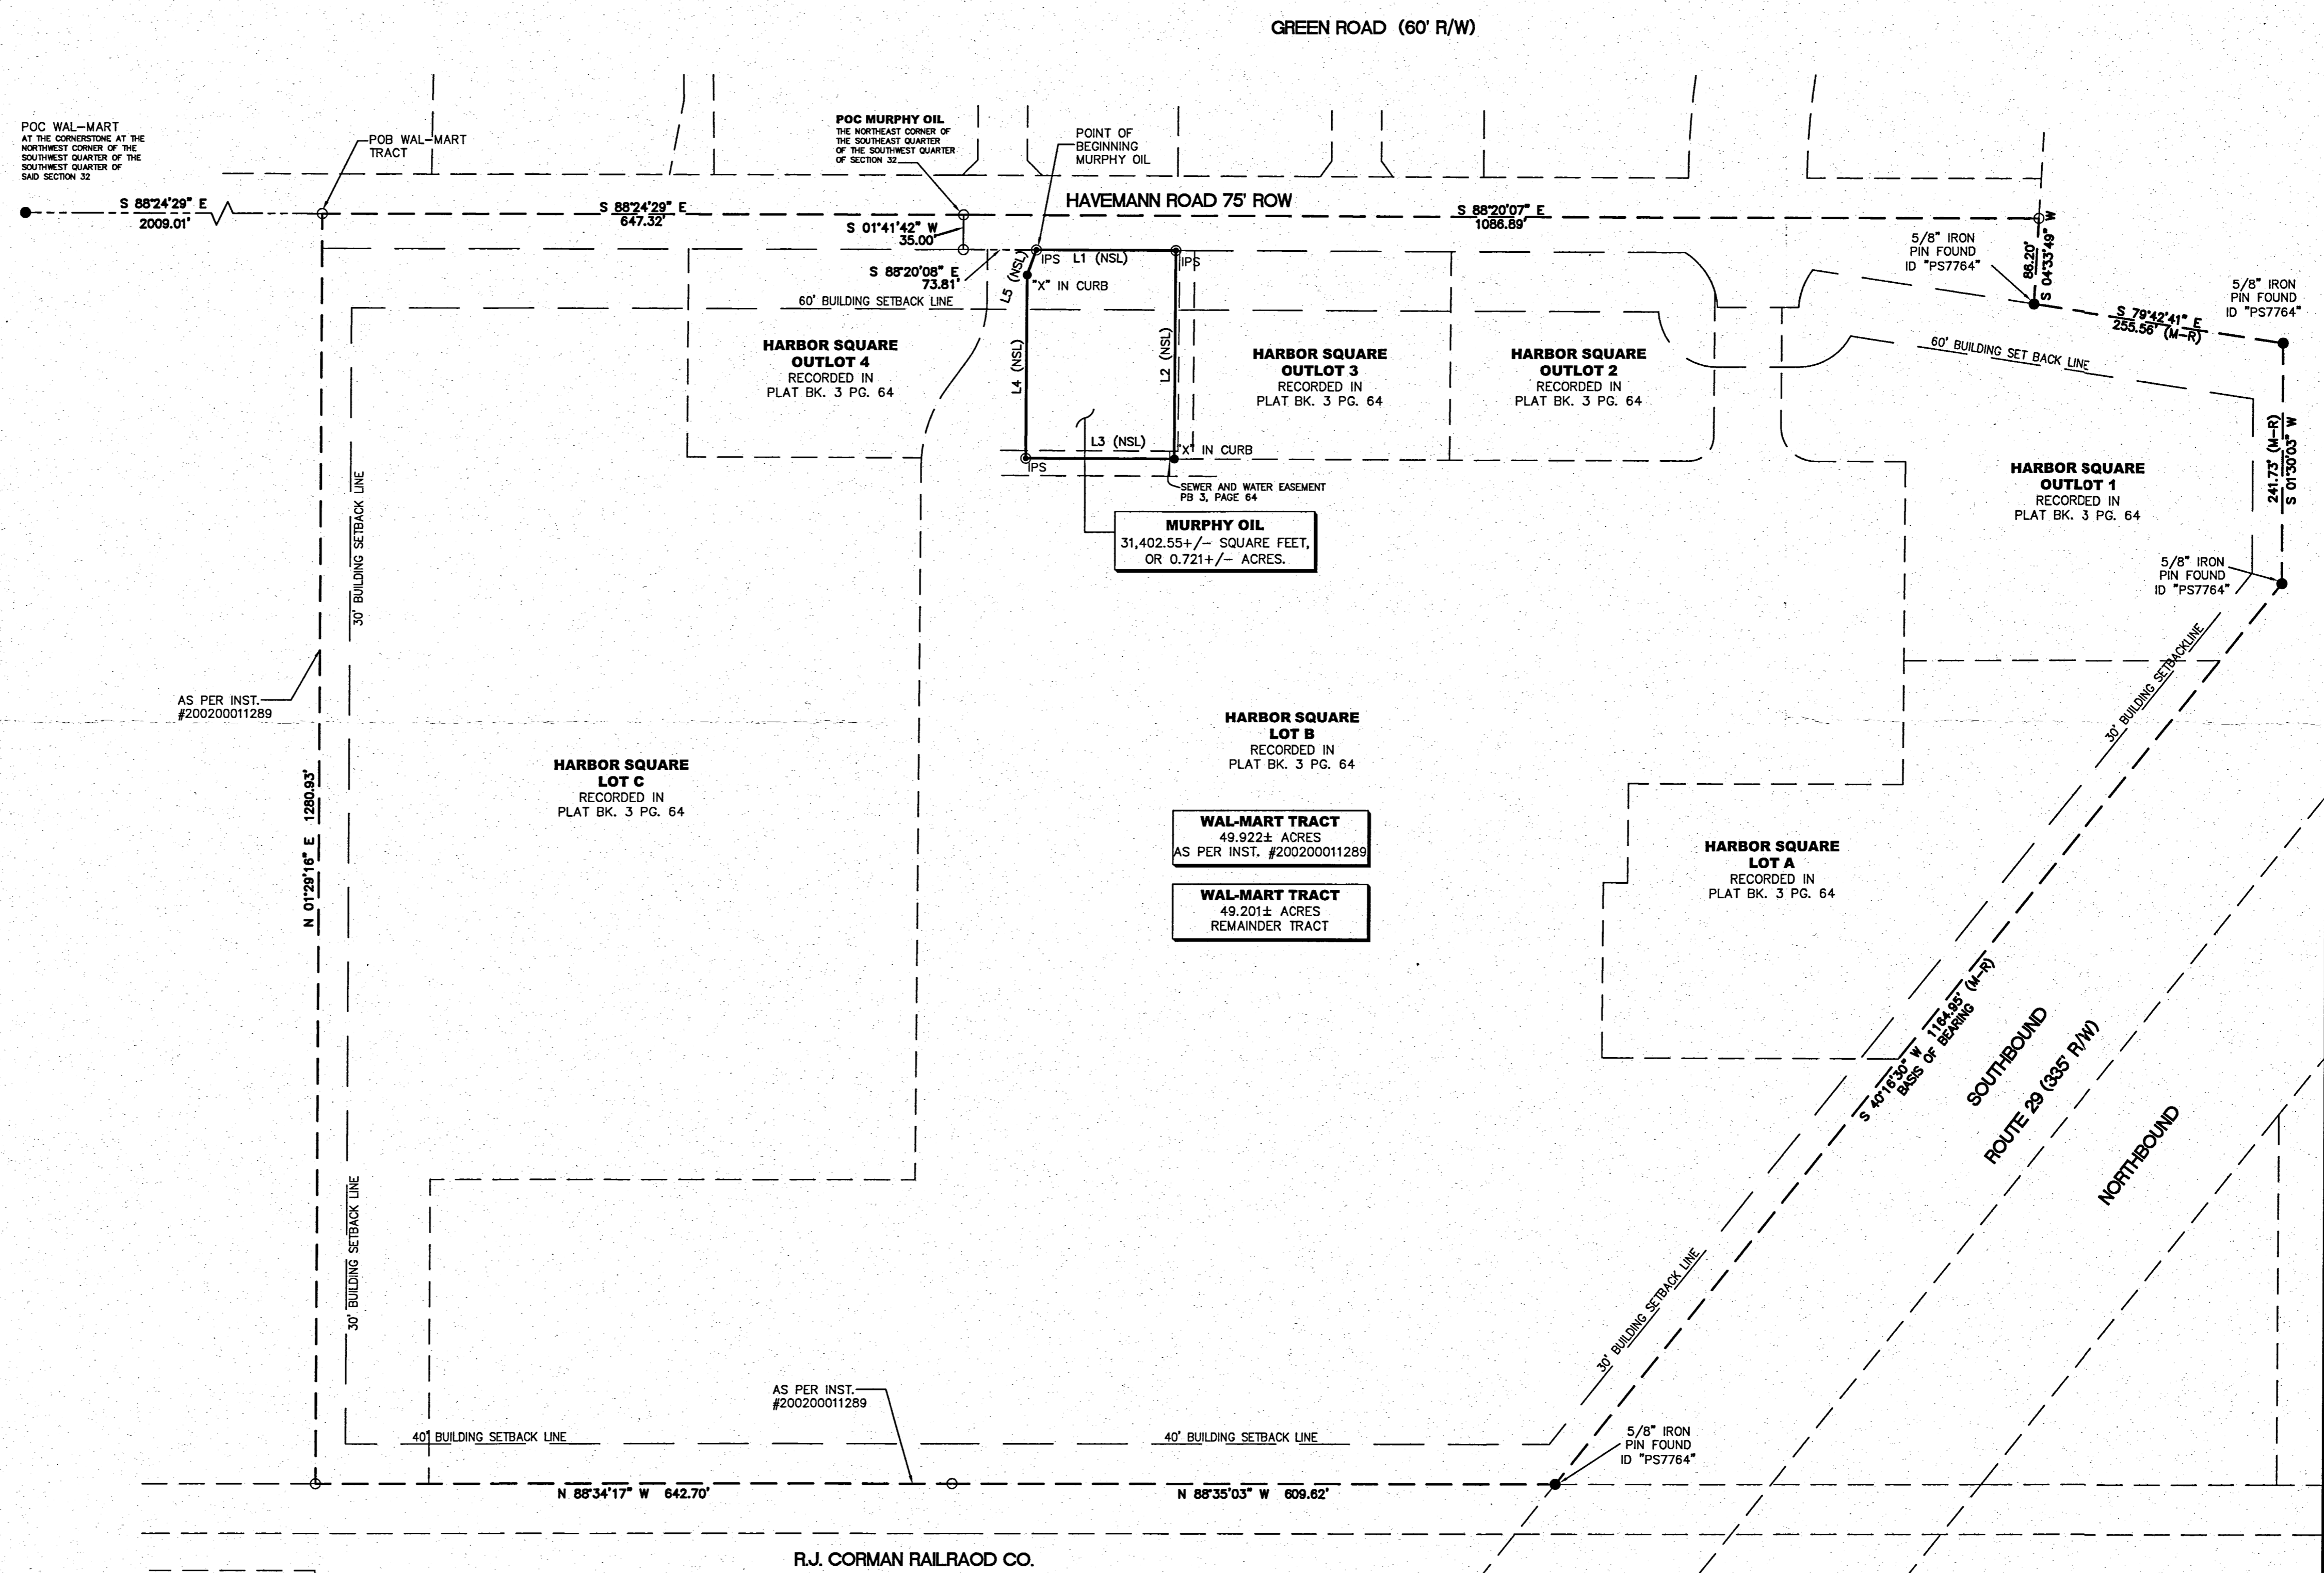 GREEN ROAD (60' R/W)
POC WAL-MART
AT THE CORNERSTONE AT THE
NORTHWEST CORNER OF THE
SOUTHWEST QUARTER OF THE
SOUTHWEST QUARTER OF
SAID SECTION 32
POB WAL-MART
TRACT
POC MURPHY OIL
THE NORTHEAST CORNER OF
THE SOUTHEAST QUARTER
OF THE SOUTHWEST QUARTER
OF SECTION 32
POINT OF
BEGINNING
MURPHY OIL
S 88°24'29" E
2009.01'
S 88°24'29" E
647.32'
HAVEMANN ROAD 75' ROW
S 88°20'07" E
1086.89'
S 01°41'42" W
35.00'
S 88°20'08" E
73.81'
IPS
L1 (NSL)
IPS
L5 (NSL)
"X" IN CURB
60' BUILDING SETBACK LINE
5/8" IRON
PIN FOUND
ID "PS7764"
86.20'
S 04°33'49" W
5/8" IRON
PIN FOUND
ID "PS7764"
S 79°42'41" E
255.56' (M-R)
60' BUILDING SET BACK LINE
HARBOR SQUARE
OUTLOT 4
RECORDED IN
PLAT BK. 3 PG. 64
L4 (NSL)
L2 (NSL)
HARBOR SQUARE
OUTLOT 3
RECORDED IN
PLAT BK. 3 PG. 64
HARBOR SQUARE
OUTLOT 2
RECORDED IN
PLAT BK. 3 PG. 64
L3 (NSL)
"X" IN CURB
IPS
SEWER AND WATER EASEMENT
PB 3, PAGE 64
MURPHY OIL
31,402.55+/- SQUARE FEET,
OR 0.721+/- ACRES.
HARBOR SQUARE
OUTLOT 1
RECORDED IN
PLAT BK. 3 PG. 64
241.73' (M-R)
S 01°30'03" W
5/8" IRON
PIN FOUND
ID "PS7764"
30' BUILDING SETBACK LINE
30' BUILDING SETBACKLINE
AS PER INST.
#200200011289
N 01°29'16" E 1280.93'
HARBOR SQUARE
LOT C
RECORDED IN
PLAT BK. 3 PG. 64
HARBOR SQUARE
LOT B
RECORDED IN
PLAT BK. 3 PG. 64
WAL-MART TRACT
49.922± ACRES
AS PER INST. #200200011289
WAL-MART TRACT
49.201± ACRES
REMAINDER TRACT
HARBOR SQUARE
LOT A
RECORDED IN
PLAT BK. 3 PG. 64
S 40°16'30" W 1164.95' (M-R)
BASIS OF BEARING
SOUTHBOUND
ROUTE 29 (335' R/W)
NORTHBOUND
30' BUILDING SETBACK LINE
30' BUILDING SETBACK LINE
AS PER INST.
#200200011289
40' BUILDING SETBACK LINE
40' BUILDING SETBACK LINE
5/8" IRON
PIN FOUND
ID "PS7764"
N 88°34'17" W 642.70'
N 88°35'03" W 609.62'
R.J. CORMAN RAILRAOD CO.